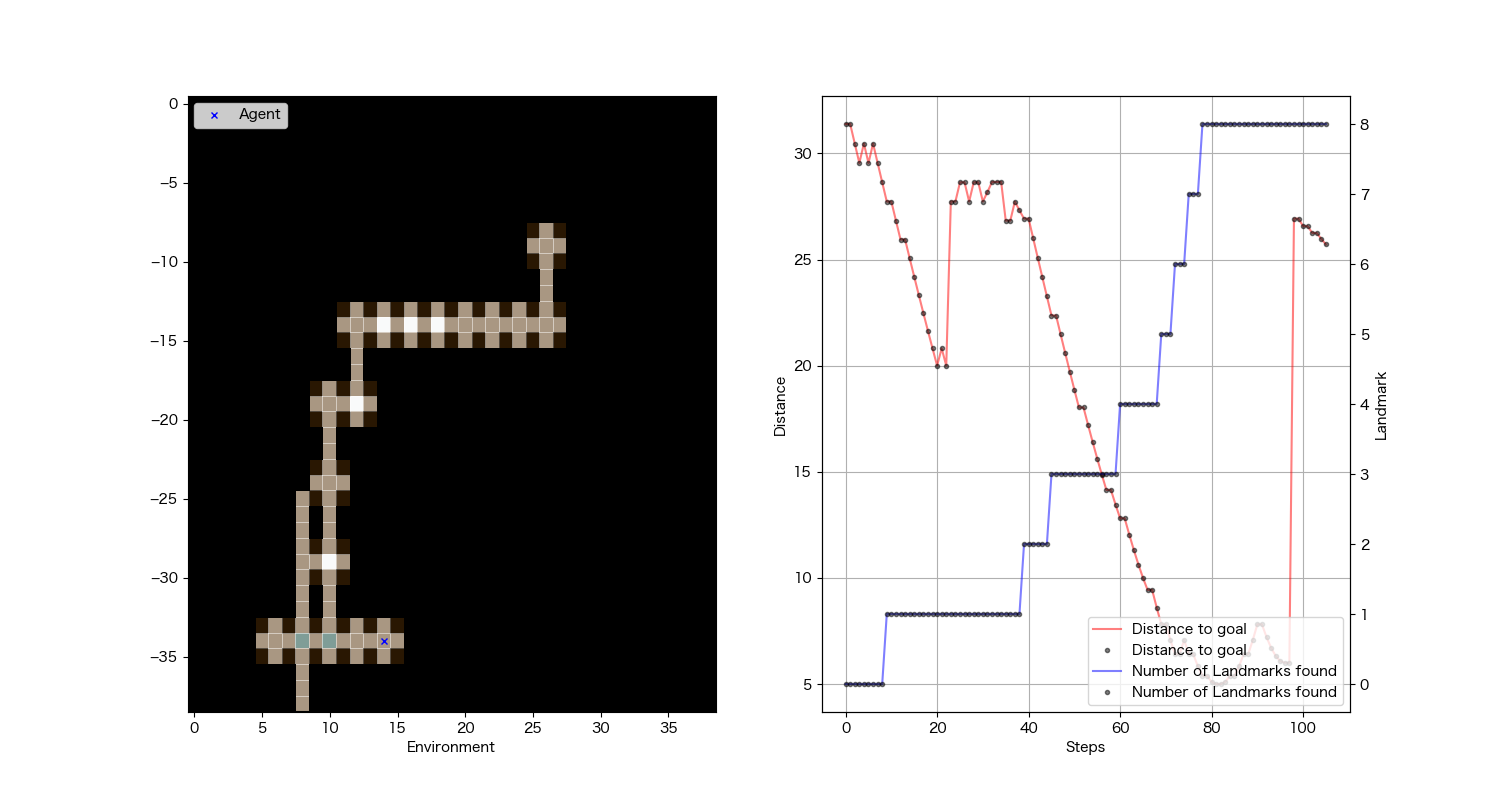 Agent
0
−5
−10
−15
−20
−25
−30
−35
0 5 10 15 20 25 30 35
Environment
Distance
30
25
20
15
10
5
0 20 40 60 80 100
Steps
8
7
6
5
4
3
2
1
0
Landmark
Distance to goal
Distance to goal
Number of Landmarks found
Number of Landmarks found